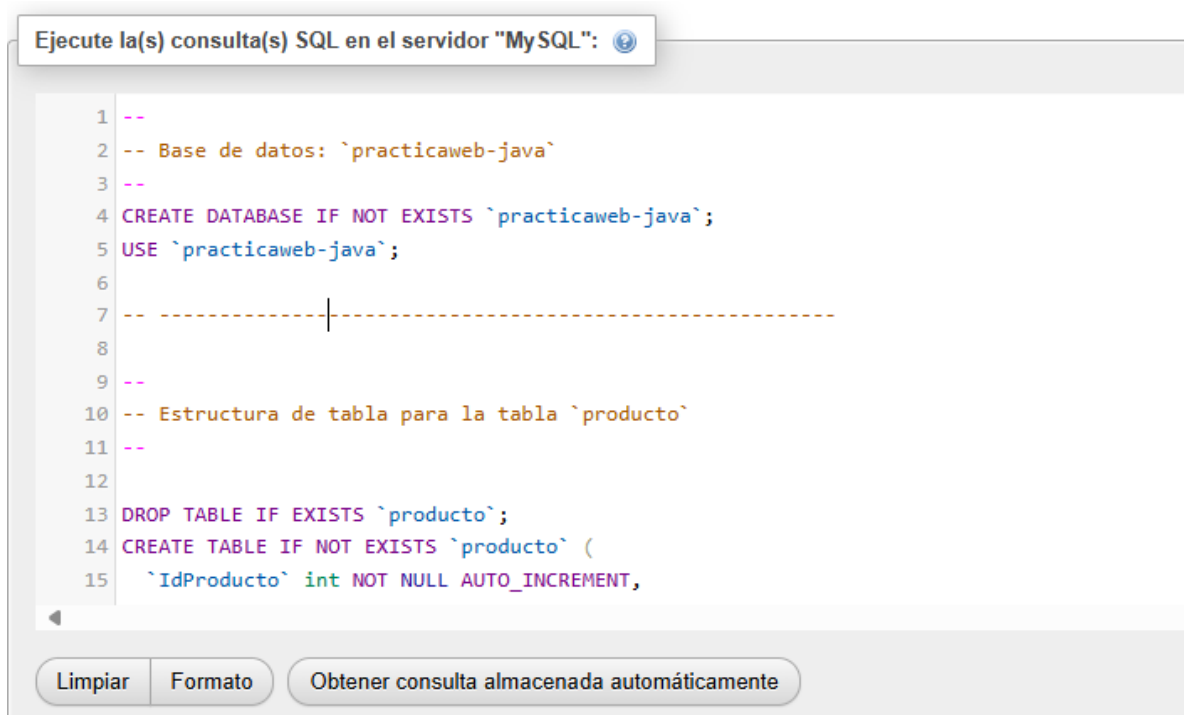 Ejecute la(s) consulta(s) SQL en el servidor "MySQL":
1 --
2 -- Base de datos: `practicaweb-java`
3 --
4 CREATE DATABASE IF NOT EXISTS `practicaweb-java`;
5 USE `practicaweb-java`;
6
7 -- --------------------------------------------------------
8
9 --
10 -- Estructura de tabla para la tabla `producto`
11 --
12
13 DROP TABLE IF EXISTS `producto`;
14 CREATE TABLE IF NOT EXISTS `producto` (
15 `IdProducto` int NOT NULL AUTO_INCREMENT,
Limpiar Formato Obtener consulta almacenada automáticamente